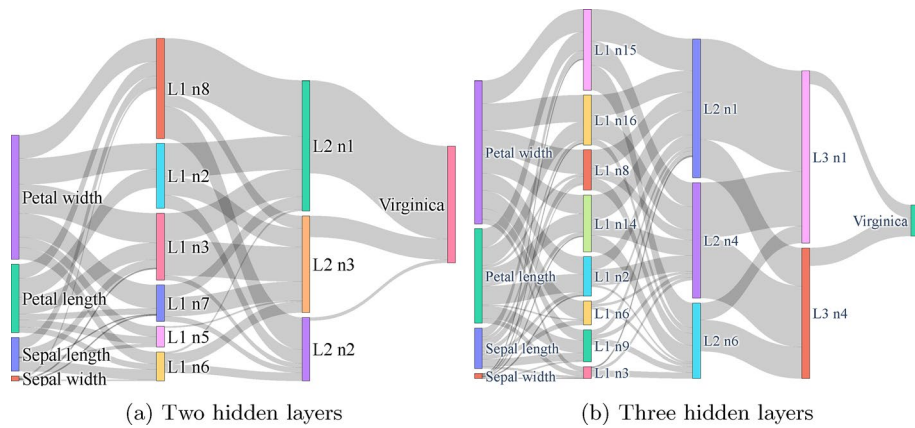 Petal width
Petal length
Sepal length
Sepal width
L1 n8
L1 n2
L1 n3
L1 n7
L1 n5
L1 n6
L2 n1
L2 n3
L2 n2
Virginica
(a) Two hidden layers
Petal width
Petal length
Sepal length
Sepal width
L1 n15
L1 n16
L1 n8
L1 n14
L1 n2
L1 n6
L1 n9
L1 n3
L2 n1
L2 n4
L2 n6
L3 n1
L3 n4
Virginica
(b) Three hidden layers